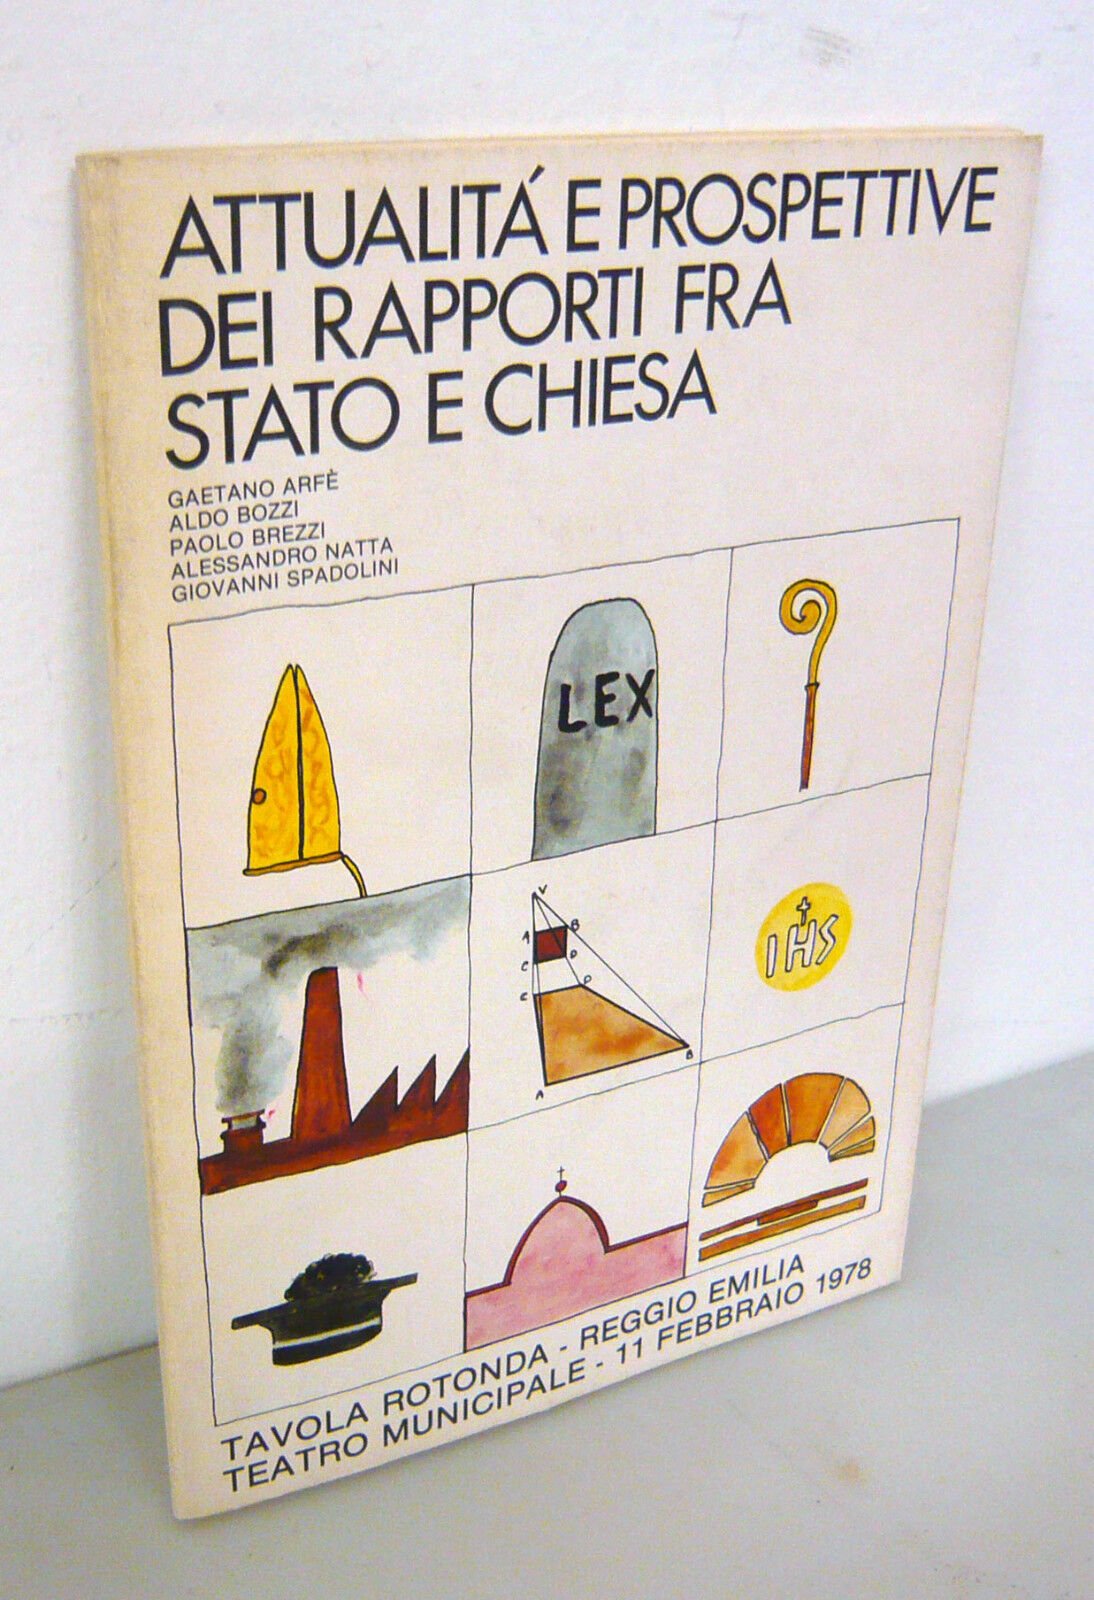 ATTUALITÁ E PROSPETTIVE
DEI RAPPORTI FRA
STATO E CHIESA
GAETANO ARFÈ
ALDO BOZZI
PAOLO BREZZI
ALESSANDRO NATTA
GIOVANNI SPADOLINI
LEX
V
A B
C D
C D
A B
IHS
TAVOLA ROTONDA - REGGIO EMILIA
TEATRO MUNICIPALE - 11 FEBBRAIO 1978